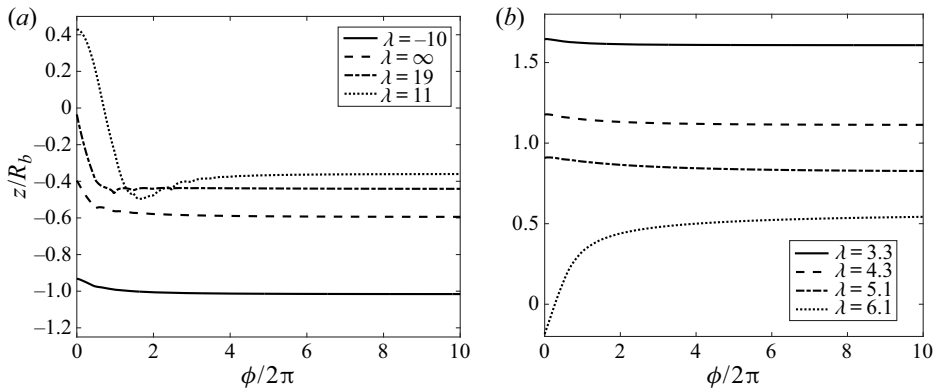 (a)
0.4
0.2
0
–0.2
–0.4
–0.6
–0.8
–1.0
–1.2
z/R_b
0 2 4 6 8 10
ϕ/2π
λ = –10
λ = ∞
λ = 19
λ = 11
(b)
1.5
1.0
0.5
0
0 2 4 6 8 10
ϕ/2π
λ = 3.3
λ = 4.3
λ = 5.1
λ = 6.1